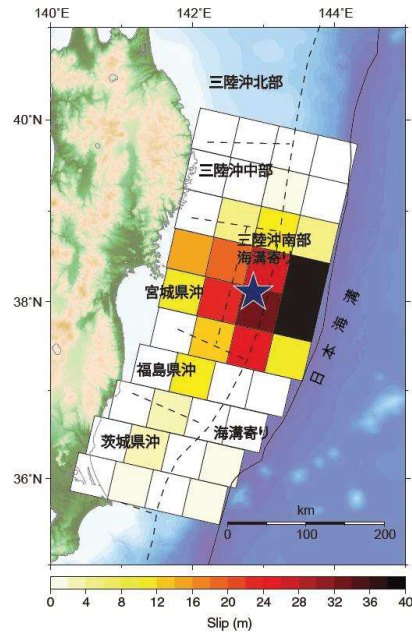 140°E
142°E
144°E
三陸沖北部
40°N
三陸沖中部
三陸沖南部
海溝寄り
38°N
宮城県沖
日本海溝
福島県沖
茨城県沖
海溝寄り
36°N
km
0
100
200
0
4
8
12
16
20
24
28
32
36
40
Slip (m)